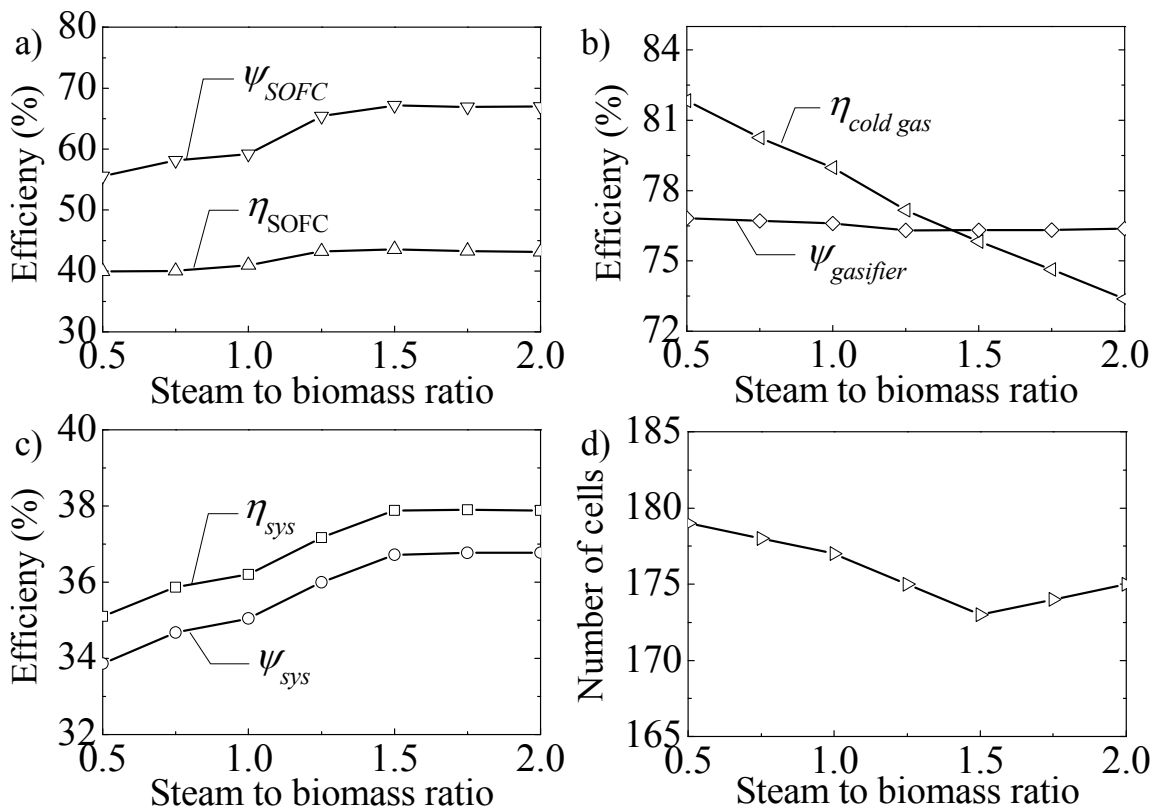 a)
80
70
60
50
40
30
Efficieny (%)
ψSOFC
ηSOFC
0.5 1.0 1.5 2.0
Steam to biomass ratio
b)
84
81
78
75
72
Efficieny (%)
ηcold gas
ψgasifier
0.5 1.0 1.5 2.0
Steam to biomass ratio
c)
40
38
36
34
32
Efficieny (%)
ηsys
ψsys
0.5 1.0 1.5 2.0
Steam to biomass ratio
d)
185
180
175
170
165
Number of cells
0.5 1.0 1.5 2.0
Steam to biomass ratio